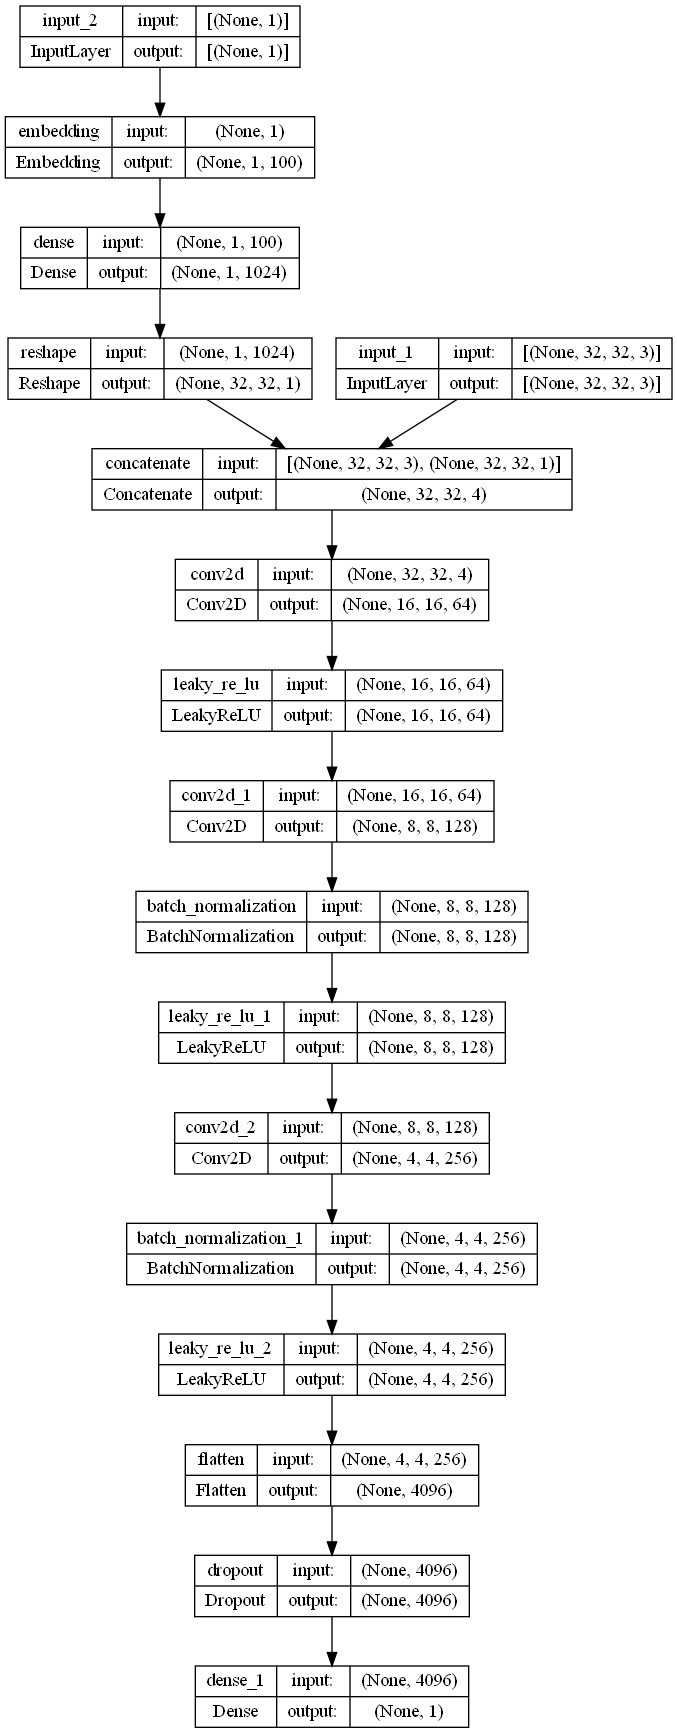 input_2 input: [(None, 1)]
InputLayer output: [(None, 1)]
embedding input: (None, 1)
Embedding output: (None, 1, 100)
dense input: (None, 1, 100)
Dense output: (None, 1, 1024)
reshape input: (None, 1, 1024)
Reshape output: (None, 32, 32, 1)
input_1 input: [(None, 32, 32, 3)]
InputLayer output: [(None, 32, 32, 3)]
concatenate input: [(None, 32, 32, 3), (None, 32, 32, 1)]
Concatenate output: (None, 32, 32, 4)
conv2d input: (None, 32, 32, 4)
Conv2D output: (None, 16, 16, 64)
leaky_re_lu input: (None, 16, 16, 64)
LeakyReLU output: (None, 16, 16, 64)
conv2d_1 input: (None, 16, 16, 64)
Conv2D output: (None, 8, 8, 128)
batch_normalization input: (None, 8, 8, 128)
BatchNormalization output: (None, 8, 8, 128)
leaky_re_lu_1 input: (None, 8, 8, 128)
LeakyReLU output: (None, 8, 8, 128)
conv2d_2 input: (None, 8, 8, 128)
Conv2D output: (None, 4, 4, 256)
batch_normalization_1 input: (None, 4, 4, 256)
BatchNormalization output: (None, 4, 4, 256)
leaky_re_lu_2 input: (None, 4, 4, 256)
LeakyReLU output: (None, 4, 4, 256)
flatten input: (None, 4, 4, 256)
Flatten output: (None, 4096)
dropout input: (None, 4096)
Dropout output: (None, 4096)
dense_1 input: (None, 4096)
Dense output: (None, 1)